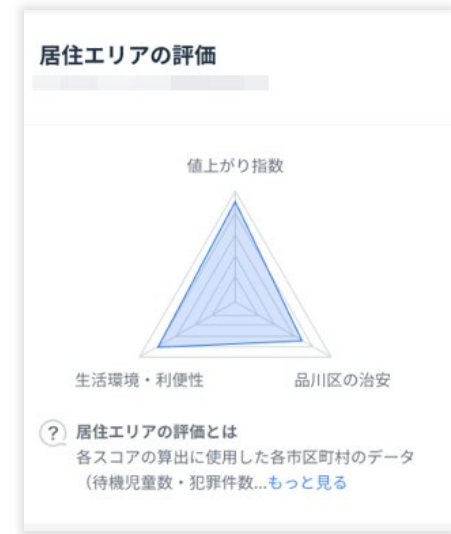 居住エリアの評価
値上がり指数
生活環境・利便性
品川区の治安
? 居住エリアの評価とは
各スコアの算出に使用した各市区町村のデータ
（待機児童数・犯罪件数...もっと見る